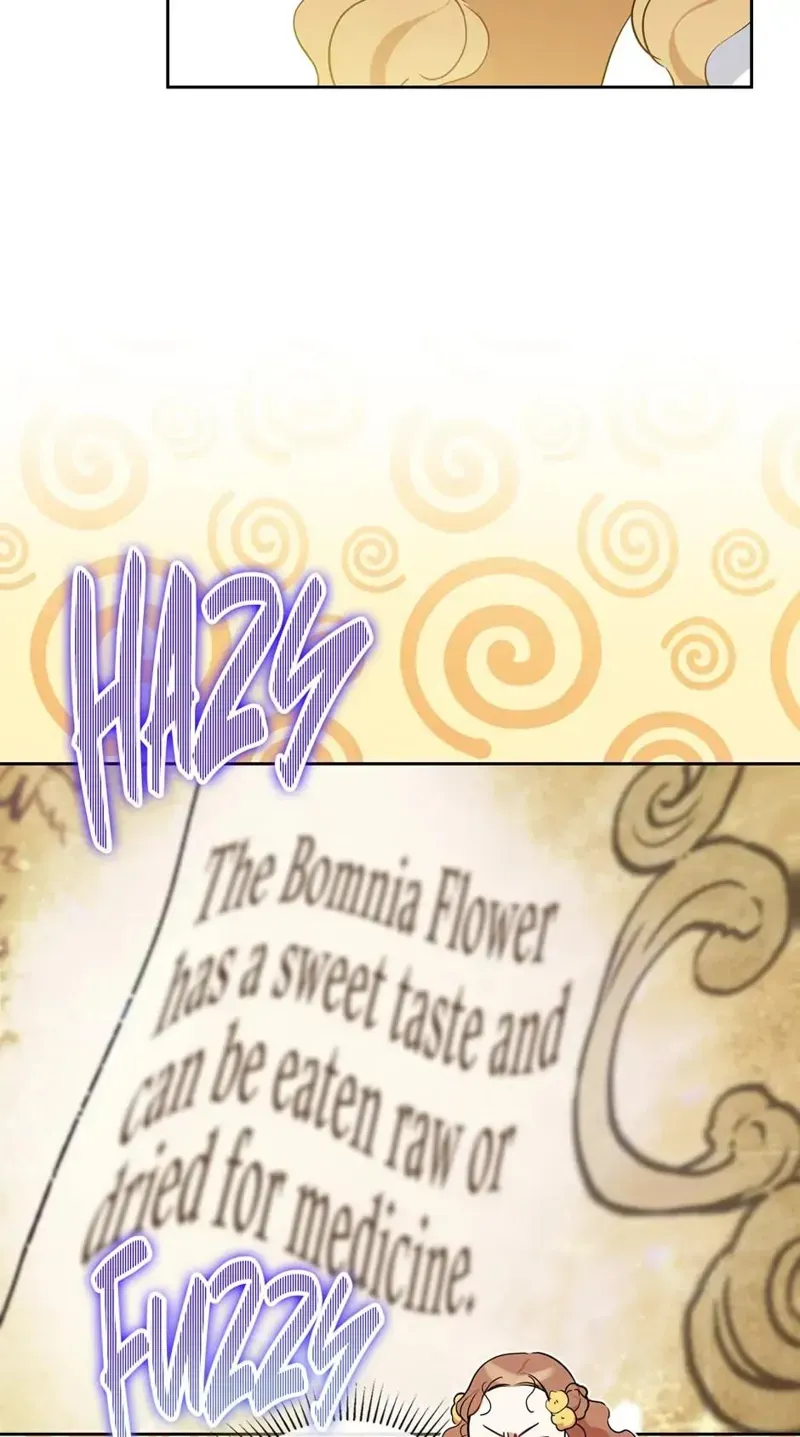 HAZY
The Bomnia Flower
has a sweet taste and
can be eaten raw or
dried for medicine.
FUZZY